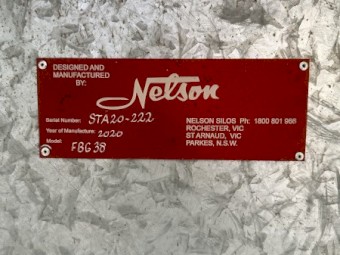 DESIGNED AND
MANUFACTURED
BY:
Nelson
Serial Number: STA20-222
Year of Manufacture: 2020
Model: FBG38
NELSON SILOS Ph: 1800 801 988
ROCHESTER, VIC
ST ARNAUD, VIC
PARKES, N.S.W.